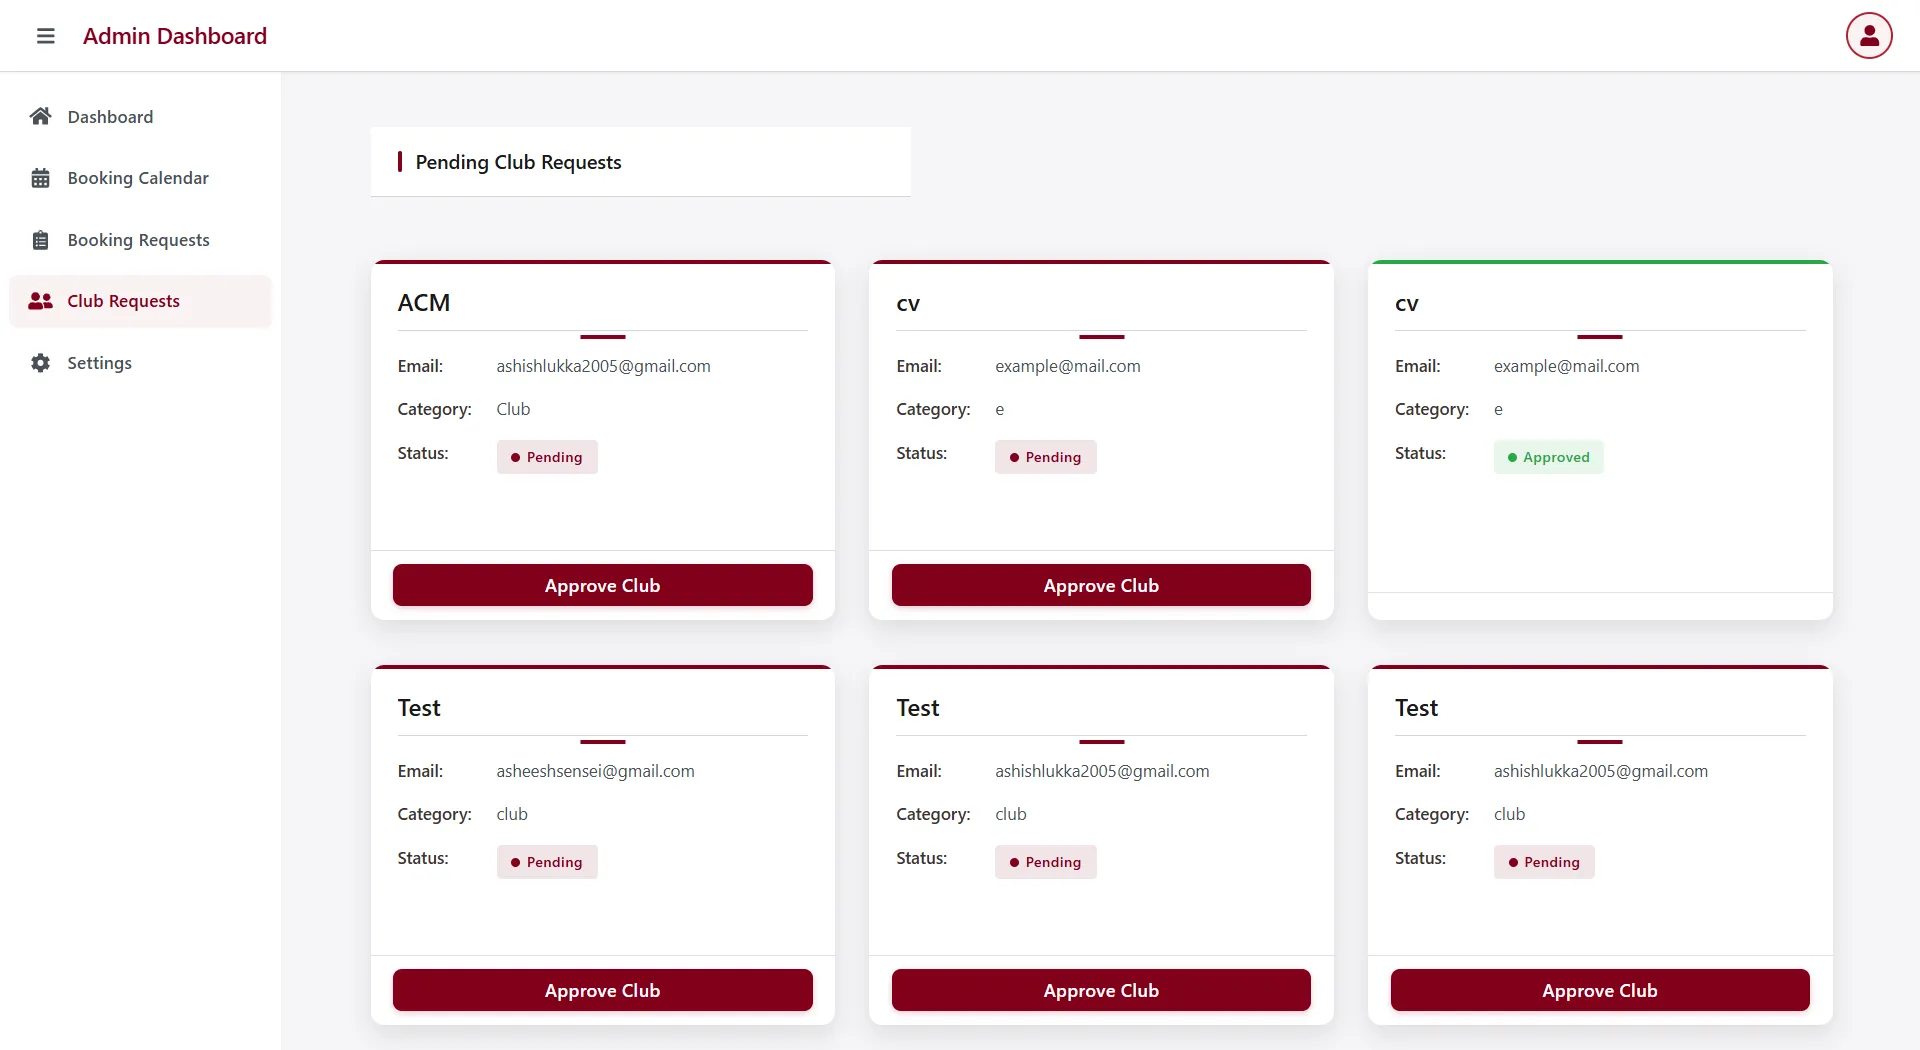 Admin Dashboard
Dashboard
Booking Calendar
Booking Requests
Club Requests
Settings
Pending Club Requests
ACM
Email: ashishlukka2005@gmail.com
Category: Club
Status: Pending
Approve Club
cv
Email: example@mail.com
Category: e
Status: Pending
Approve Club
cv
Email: example@mail.com
Category: e
Status: Approved
Test
Email: asheeshsensei@gmail.com
Category: club
Status: Pending
Approve Club
Test
Email: ashishlukka2005@gmail.com
Category: club
Status: Pending
Approve Club
Test
Email: ashishlukka2005@gmail.com
Category: club
Status: Pending
Approve Club